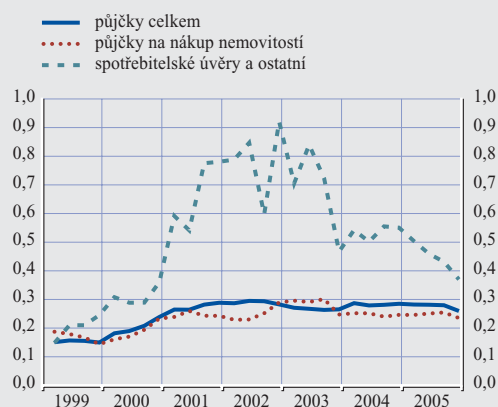 půjčky celkem
půjčky na nákup nemovitostí
spotřebitelské úvěry a ostatní
1,0 1,0
0,9 0,9
0,8 0,8
0,7 0,7
0,6 0,6
0,5 0,5
0,4 0,4
0,3 0,3
0,2 0,2
0,1 0,1
0,0 0,0
1999 2000 2001 2002 2003 2004 2005